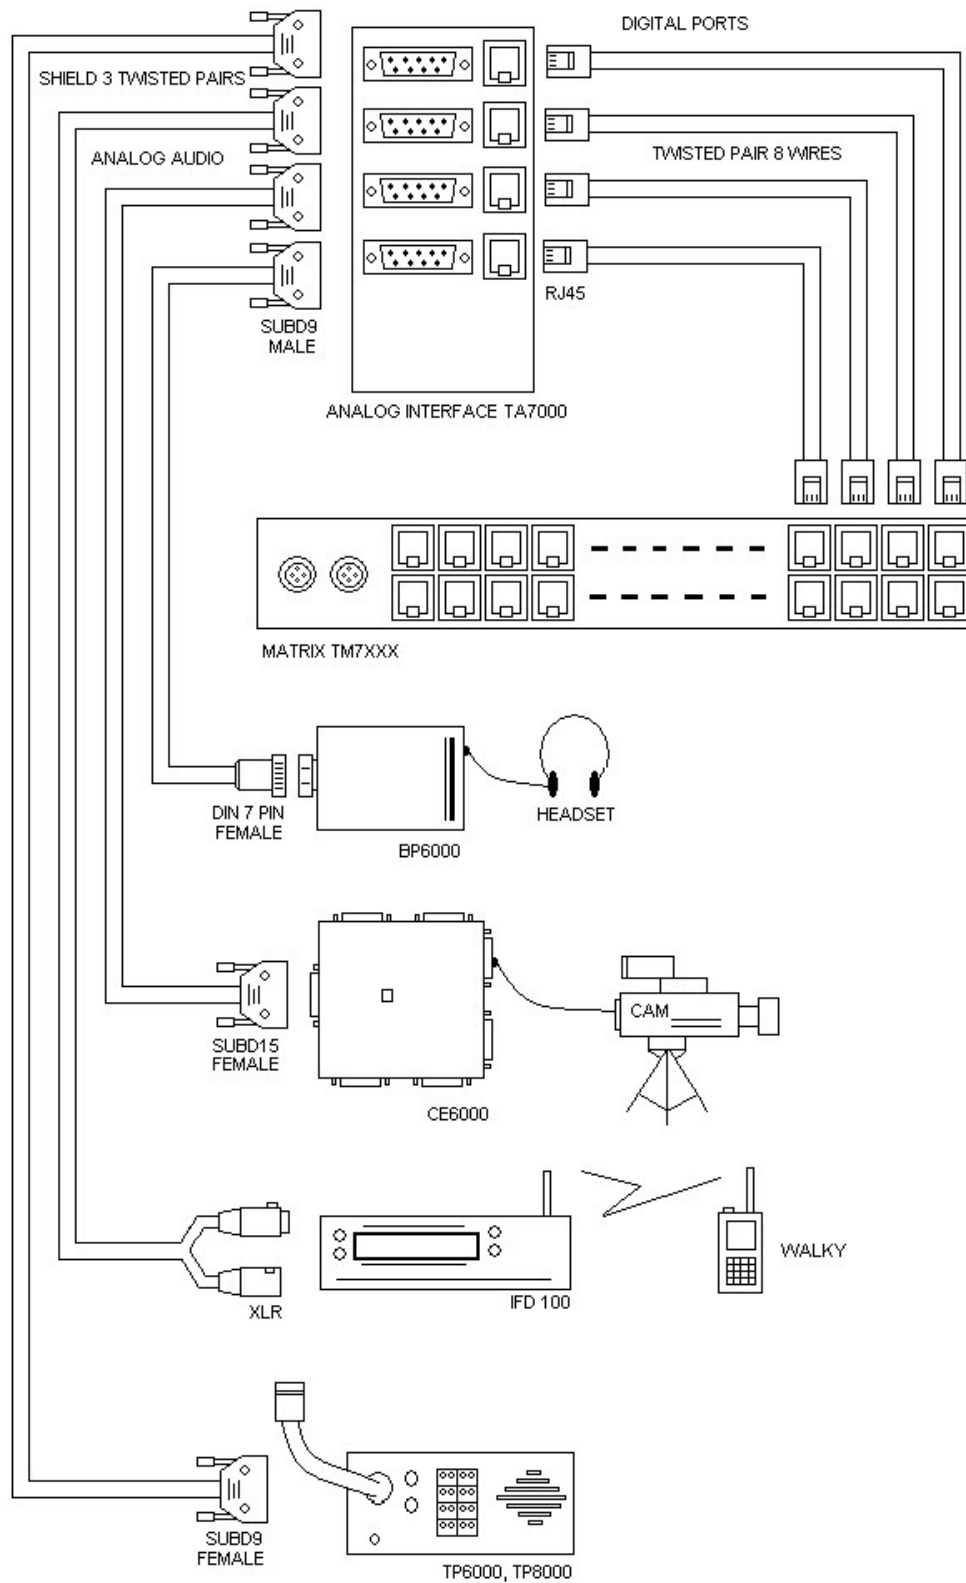 DIGITAL PORTS
SHIELD 3 TWISTED PAIRS
ANALOG AUDIO
TWISTED PAIR 8 WIRES
RJ45
SUBD9
MALE
ANALOG INTERFACE TA7000
MATRIX TM7XXX
DIN 7 PIN
FEMALE
HEADSET
BP6000
CAM
SUBD15
FEMALE
CE6000
WALKY
XLR
IFD 100
SUBD9
FEMALE
TP6000, TP8000